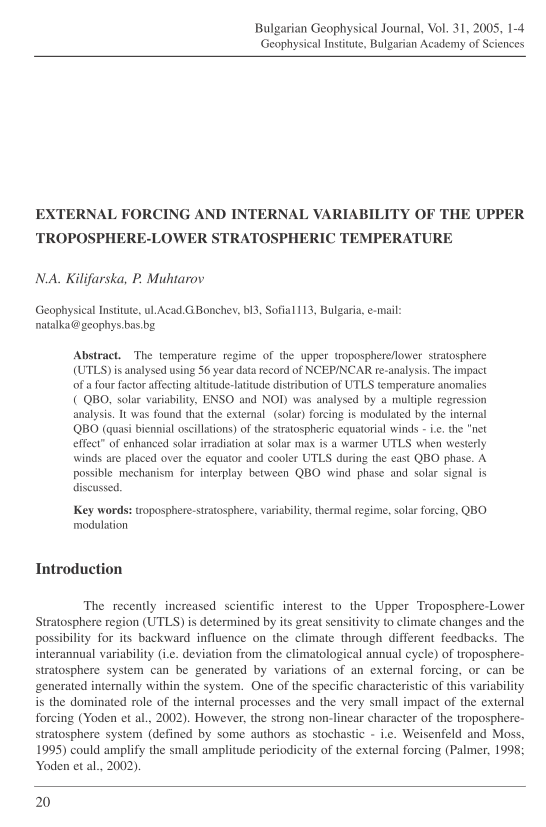 Bulgarian Geophysical Journal, Vol. 31, 2005, 1-4
Geophysical Institute, Bulgarian Academy of Sciences
EXTERNAL FORCING AND INTERNAL VARIABILITY OF THE UPPER
TROPOSPHERE-LOWER STRATOSPHERIC TEMPERATURE
N.A. Kilifarska, P. Muhtarov
Geophysical Institute, ul.Acad.G.Bonchev, bl3, Sofia1113, Bulgaria, e-mail:
natalka@geophys.bas.bg
Abstract. The temperature regime of the upper troposphere/lower stratosphere
(UTLS) is analysed using 56 year data record of NCEP/NCAR re-analysis. The impact
of a four factor affecting altitude-latitude distribution of UTLS temperature anomalies
( QBO, solar variability, ENSO and NOI) was analysed by a multiple regression
analysis. It was found that the external (solar) forcing is modulated by the internal
QBO (quasi biennial oscillations) of the stratospheric equatorial winds - i.e. the "net
effect" of enhanced solar irradiation at solar max is a warmer UTLS when westerly
winds are placed over the equator and cooler UTLS during the east QBO phase. A
possible mechanism for interplay between QBO wind phase and solar signal is
discussed.
Key words: troposphere-stratosphere, variability, thermal regime, solar forcing, QBO
modulation
Introduction
The recently increased scientific interest to the Upper Troposphere-Lower
Stratosphere region (UTLS) is determined by its great sensitivity to climate changes and the
possibility for its backward influence on the climate through different feedbacks. The
interannual variability (i.e. deviation from the climatological annual cycle) of troposphere-
stratosphere system can be generated by variations of an external forcing, or can be
generated internally within the system. One of the specific characteristic of this variability
is the dominated role of the internal processes and the very small impact of the external
forcing (Yoden et al., 2002). However, the strong non-linear character of the troposphere-
stratosphere system (defined by some authors as stochastic - i.e. Weisenfeld and Moss,
1995) could amplify the small amplitude periodicity of the external forcing (Palmer, 1998;
Yoden et al., 2002).
20